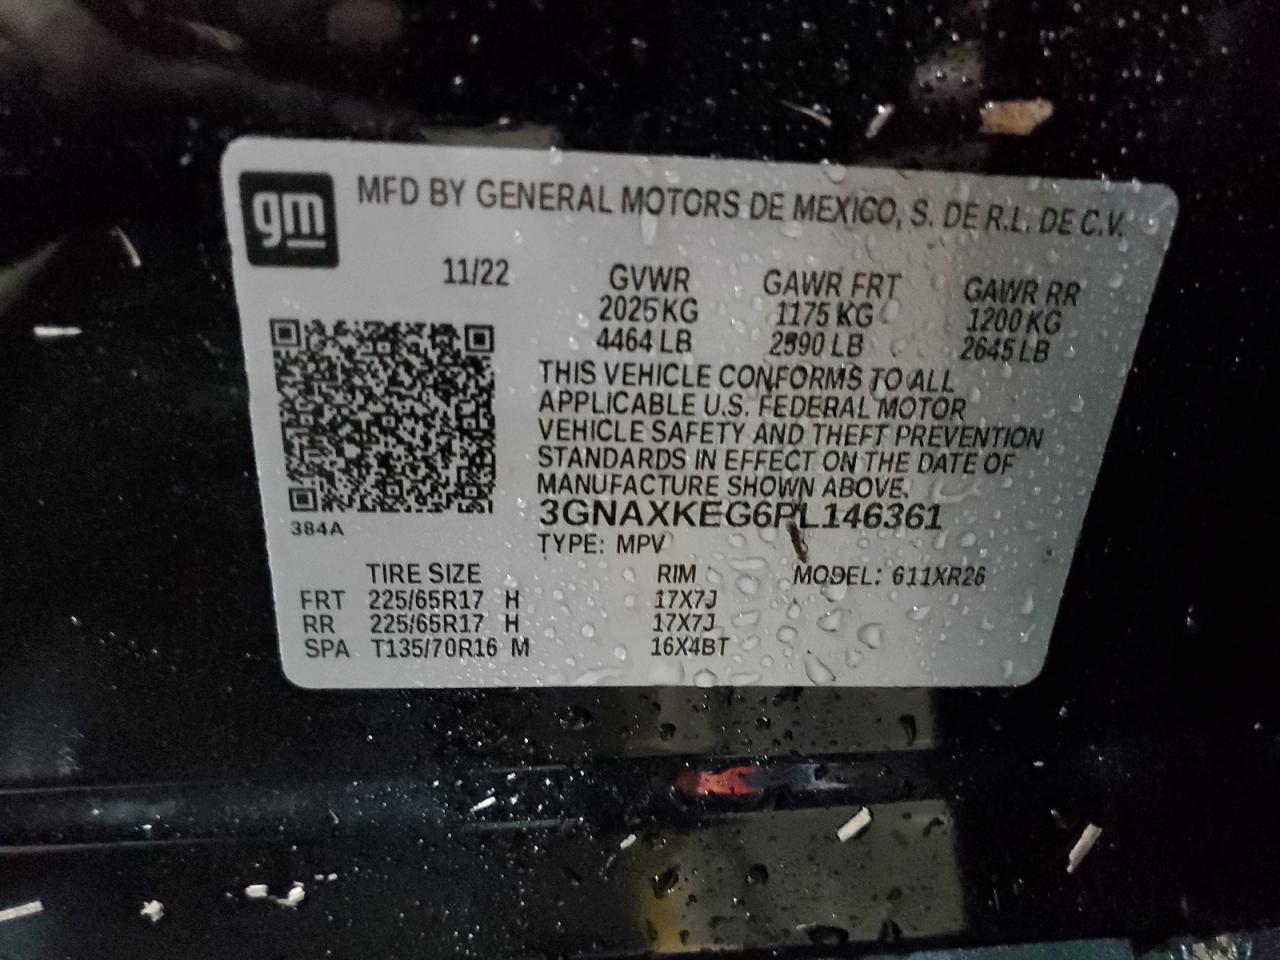 gm
MFD BY GENERAL MOTORS DE MEXICO, S. DE R.L. DE C.V.
11/22 GVWR GAWR FRT GAWR RR
2025 KG 1175 KG 1200 KG
4464 LB 2590 LB 2645 LB
THIS VEHICLE CONFORMS TO ALL
APPLICABLE U.S. FEDERAL MOTOR
VEHICLE SAFETY AND THEFT PREVENTION
STANDARDS IN EFFECT ON THE DATE OF
MANUFACTURE SHOWN ABOVE.
3GNAXKEG6PL146361
384A
TYPE: MPV
MODEL: 611XR26
TIRE SIZE RIM
FRT 225/65R17 H 17X7J
RR 225/65R17 H 17X7J
SPA T135/70R16 M 16X4BT